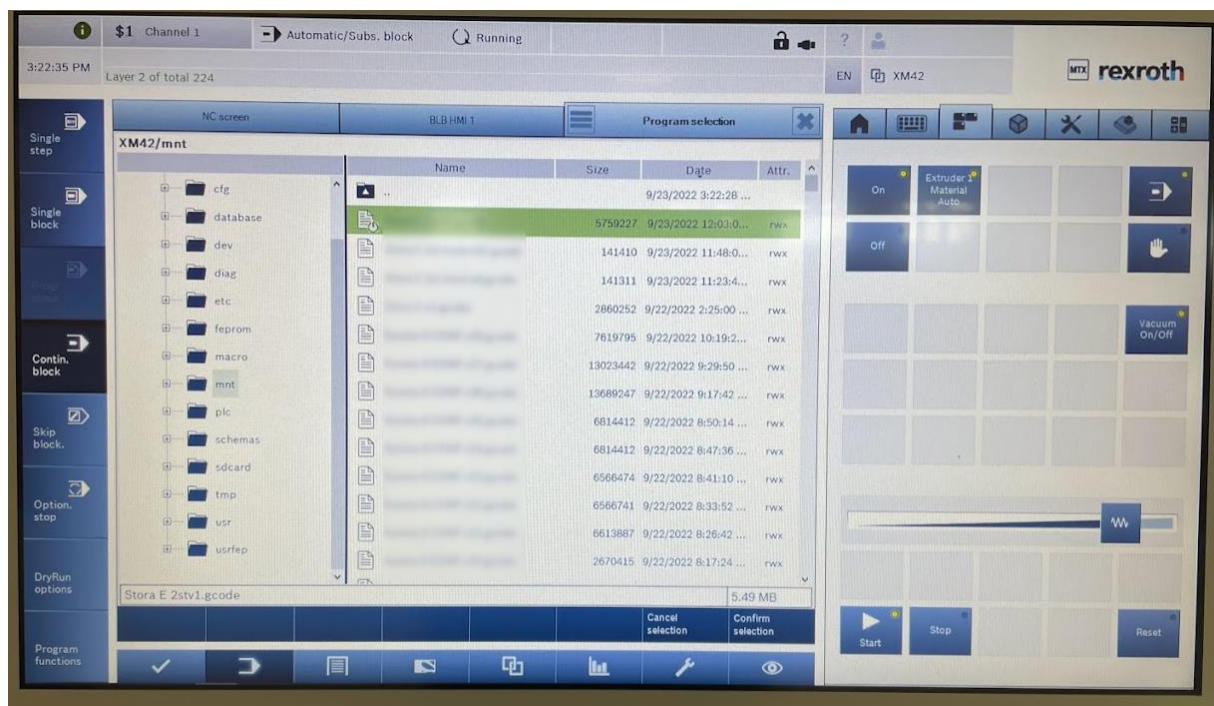 $1 Channel 1
Automatic/Subs. block
Running
?
3:22:35 PM
Layer 2 of total 224
EN
XM42
MTX rexroth
NC screen
BLB HMI 1
Program selection
XM42/mnt
Name
Size
Date
Attr.
Single step
Single block
Contin. block
Skip block.
Option. stop
DryRun options
Program functions
cfg
database
dev
diag
etc
feprom
macro
mnt
plc
schemas
sdcard
tmp
usr
usrfep
.. 9/23/2022 3:22:28 ...
5759227 9/23/2022 12:03:0... rwx
141410 9/23/2022 11:48:0... rwx
141311 9/23/2022 11:23:4... rwx
2860252 9/22/2022 2:25:00 ... rwx
7619795 9/22/2022 10:19:2... rwx
13023442 9/22/2022 9:29:50 ... rwx
13689247 9/22/2022 9:17:42 ... rwx
6814412 9/22/2022 8:50:14 ... rwx
6814412 9/22/2022 8:47:36 ... rwx
6566474 9/22/2022 8:41:10 ... rwx
6566741 9/22/2022 8:33:52 ... rwx
6613887 9/22/2022 8:26:42 ... rwx
2670415 9/22/2022 8:17:24 ... rwx
Stora E 2stv1.gcode
5.49 MB
Cancel selection
Confirm selection
On
Extruder 1
Material
Auto
Off
Vacuum
On/Off
Start
Stop
Reset